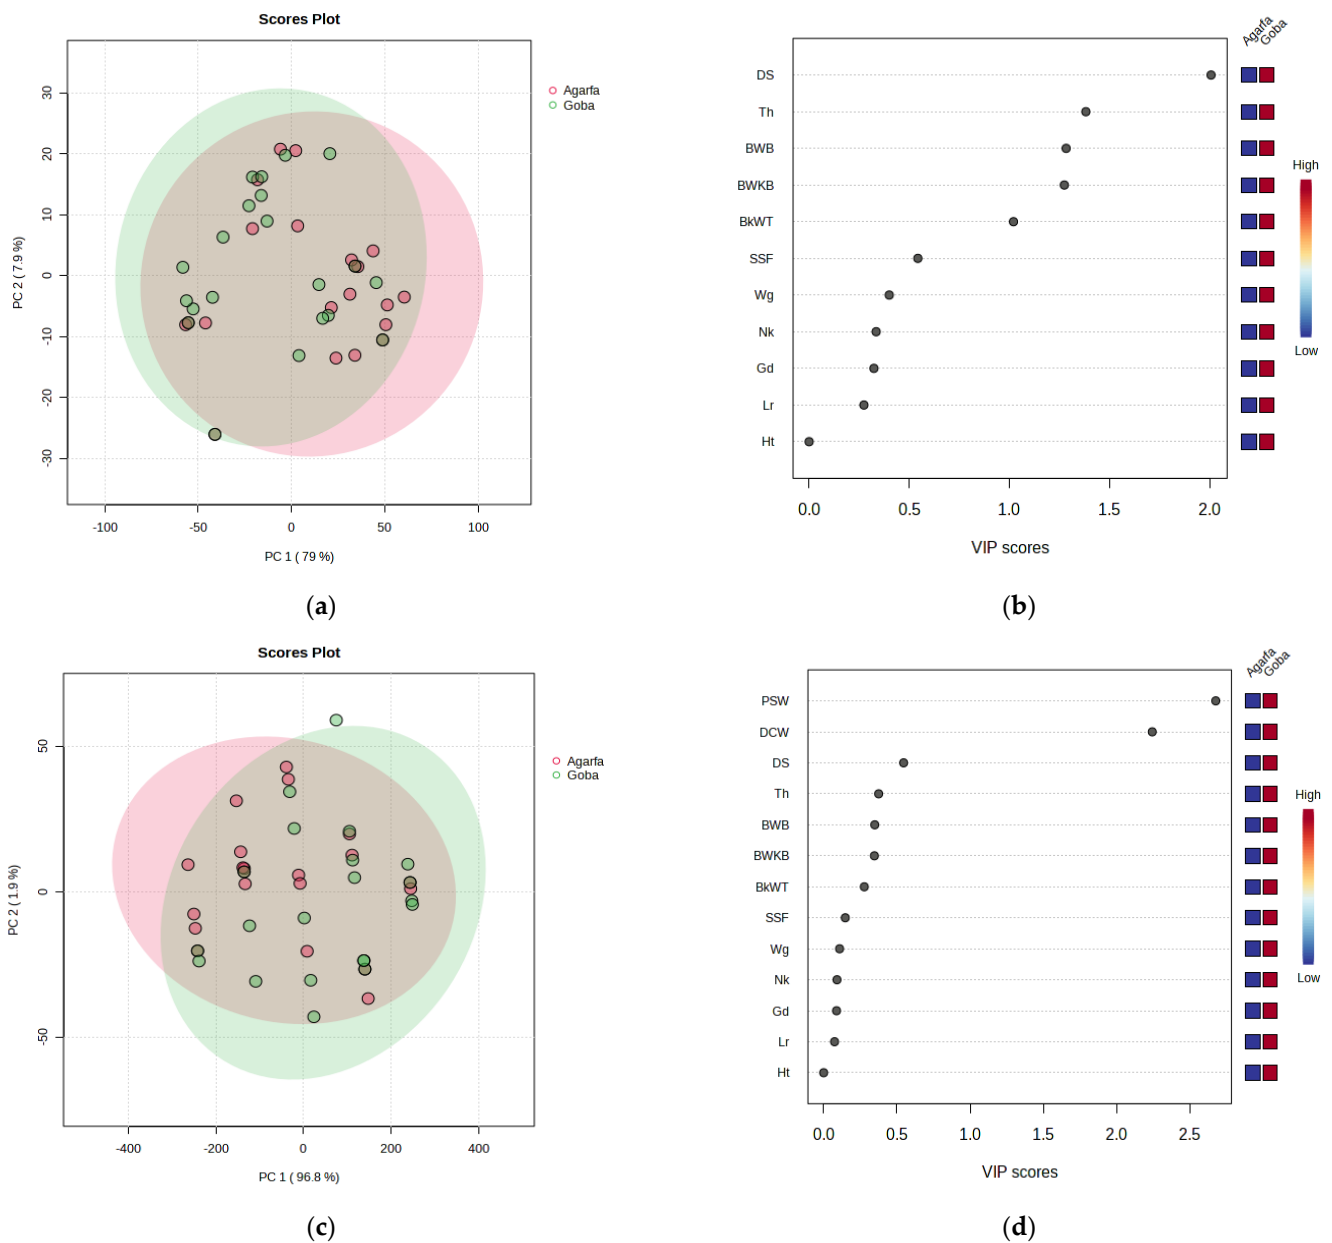 Scores Plot
Agarfa
Goba
30
20
10
0
-10
-20
-30
PC 2 ( 7.9 %)
-100
-50
0
50
100
PC 1 ( 79 %)
(a)
Agarfa
Goba
DS
Th
BWB
BWKB
BkWT
SSF
Wg
Nk
Gd
Lr
Ht
High
Low
0.0
0.5
1.0
1.5
2.0
VIP scores
(b)
Scores Plot
Agarfa
Goba
50
0
-50
PC 2 ( 1.9 %)
-400
-200
0
200
400
PC 1 ( 96.8 %)
(c)
Agarfa
Goba
PSW
DCW
DS
Th
BWB
BWKB
BkWT
SSF
Wg
Nk
Gd
Lr
Ht
High
Low
0.0
0.5
1.0
1.5
2.0
2.5
VIP scores
(d)